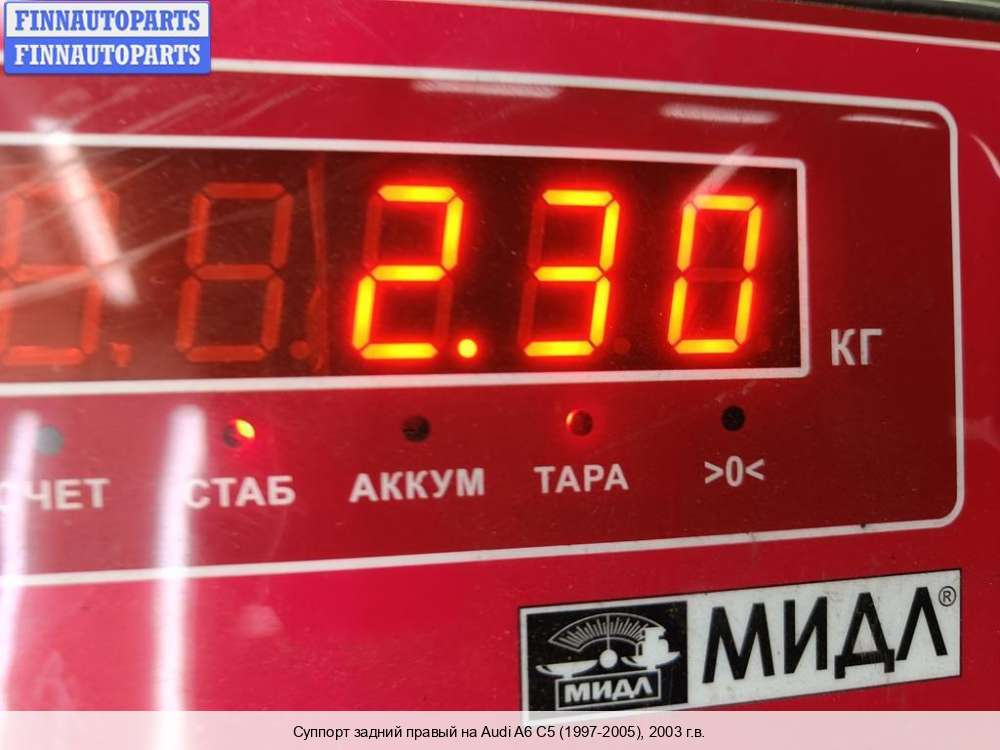 FINNAUTOPARTS
FINNAUTOPARTS
2.30
КГ
СТАБ АККУМ ТАРА >0<
МИДЛ
МИДЛ®
Суппорт задний правый на Audi A6 C5 (1997-2005), 2003 г.в.